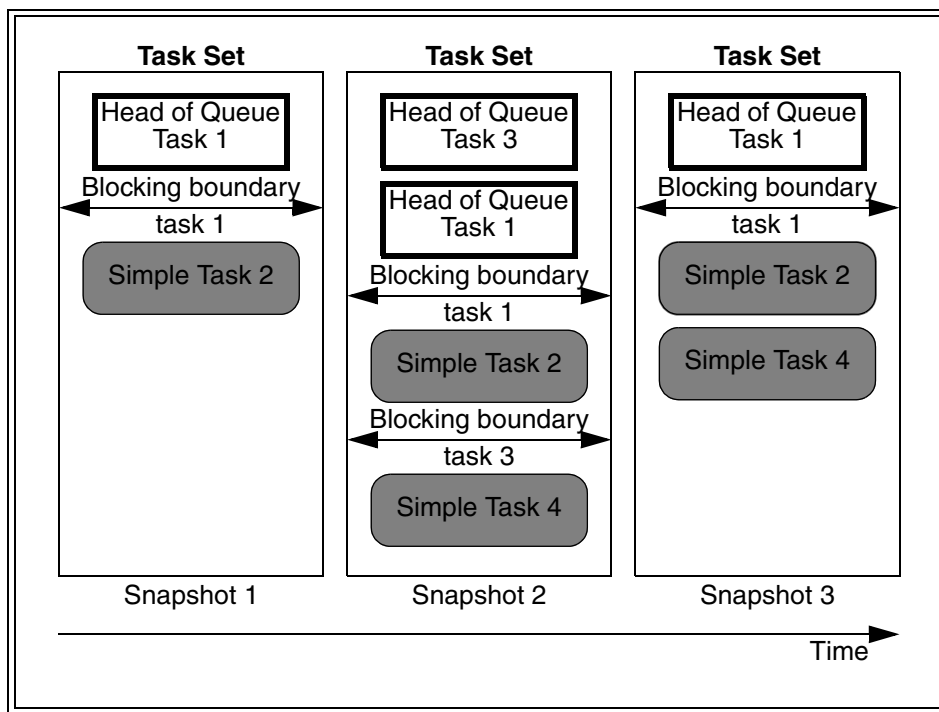 Task Set
Head of Queue
Task 1
Blocking boundary
task 1
Simple Task 2
Snapshot 1
Task Set
Head of Queue
Task 3
Head of Queue
Task 1
Blocking boundary
task 1
Simple Task 2
Blocking boundary
task 3
Simple Task 4
Snapshot 2
Task Set
Head of Queue
Task 1
Blocking boundary
task 1
Simple Task 2
Simple Task 4
Snapshot 3
Time